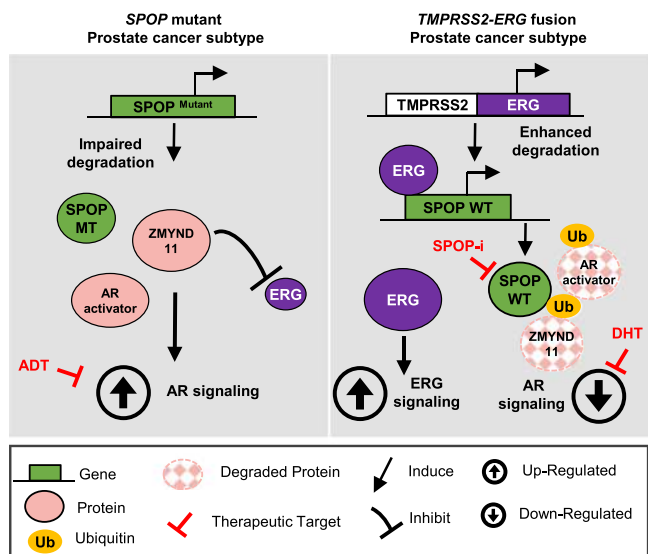 SPOP mutant
Prostate cancer subtype
SPOP Mutant
Impaired
degradation
SPOP
MT
ZMYND
11
AR
activator
ERG
ADT
AR signaling
TMPRSS2-ERG fusion
Prostate cancer subtype
TMPRSS2
ERG
Enhanced
degradation
ERG
SPOP WT
SPOP-i
Ub
SPOP
WT
AR
activator
Ub
ERG
ZMYND
11
DHT
ERG
signaling
AR
signaling
Gene
Protein
Ub
Ubiquitin
Degraded Protein
Therapeutic Target
Induce
Inhibit
Up-Regulated
Down-Regulated